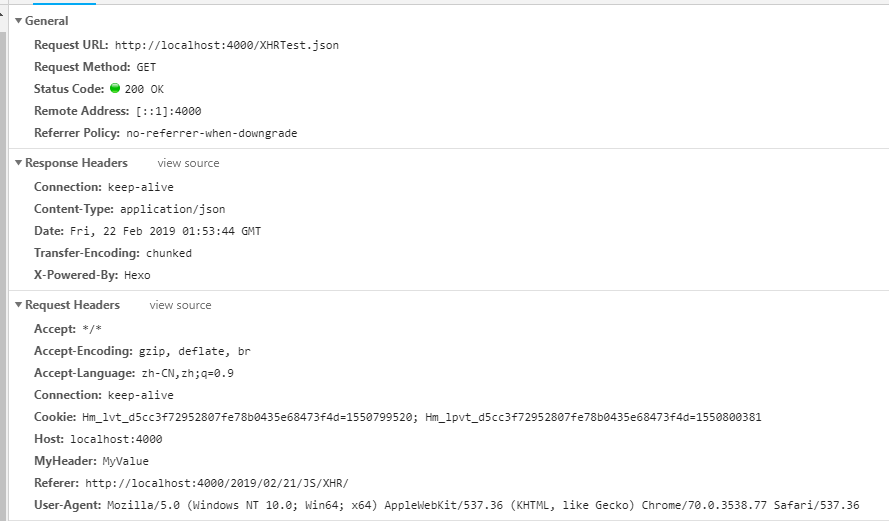 General
Request URL: http://localhost:4000/XHRTest.json
Request Method: GET
Status Code: 200 OK
Remote Address: [::1]:4000
Referrer Policy: no-referrer-when-downgrade
Response Headers view source
Connection: keep-alive
Content-Type: application/json
Date: Fri, 22 Feb 2019 01:53:44 GMT
Transfer-Encoding: chunked
X-Powered-By: Hexo
Request Headers view source
Accept: */*
Accept-Encoding: gzip, deflate, br
Accept-Language: zh-CN,zh;q=0.9
Connection: keep-alive
Cookie: Hm_lvt_d5cc3f72952807fe78b0435e68473f4d=1550799520; Hm_lpvt_d5cc3f72952807fe78b0435e68473f4d=1550800381
Host: localhost:4000
MyHeader: MyValue
Referer: http://localhost:4000/2019/02/21/JS/XHR/
User-Agent: Mozilla/5.0 (Windows NT 10.0; Win64; x64) AppleWebKit/537.36 (KHTML, like Gecko) Chrome/70.0.3538.77 Safari/537.36